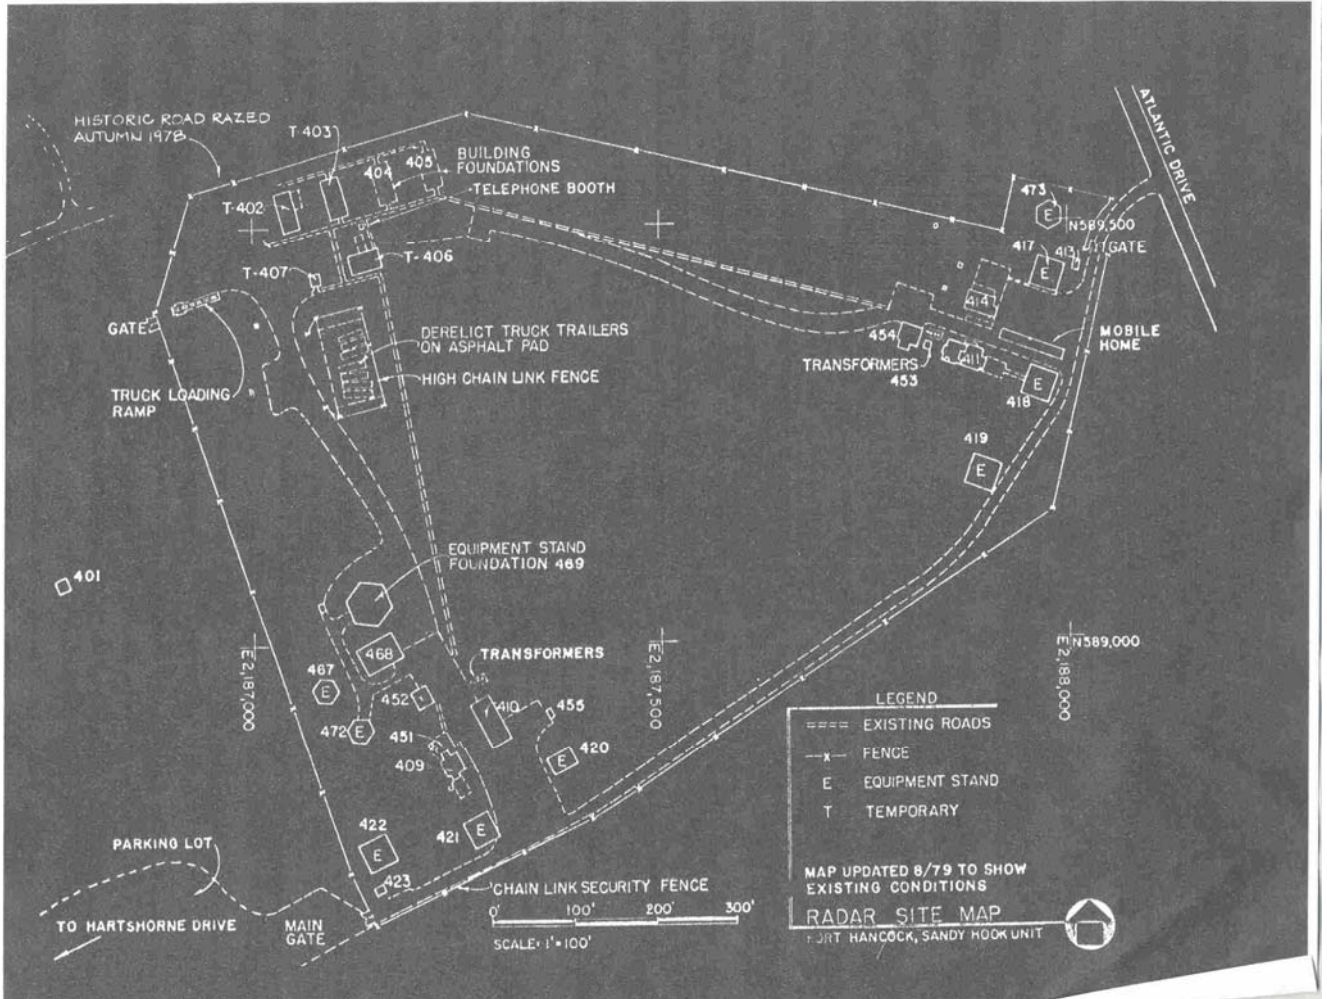 HISTORIC ROAD RAZED
AUTUMN 1978
T-403
404
405
BUILDING
FOUNDATIONS
TELEPHONE BOOTH
T-402
T-406
T-407
GATE
TRUCK LOADING
RAMP
DERELICT TRUCK TRAILERS
ON ASPHALT PAD
HIGH CHAIN LINK FENCE
ATLANTIC DRIVE
473
E
N589,500
417
413
GATE
E
414
454
TRANSFORMERS
453
411
MOBILE
HOME
E
418
419
E
401
EQUIPMENT STAND
FOUNDATION 469
E2,187,000
E2,187,500
E2,188,000
N589,000
468
467
E
TRANSFORMERS
452
410
455
472
E
451
409
E
420
422
E
421
E
423
PARKING LOT
TO HARTSHORNE DRIVE
MAIN
GATE
CHAIN LINK SECURITY FENCE
0' 100' 200' 300'
SCALE: 1"=100'
LEGEND
EXISTING ROADS
x FENCE
E EQUIPMENT STAND
T TEMPORARY
MAP UPDATED 8/79 TO SHOW
EXISTING CONDITIONS
RADAR SITE MAP
FORT HANCOCK, SANDY HOOK UNIT